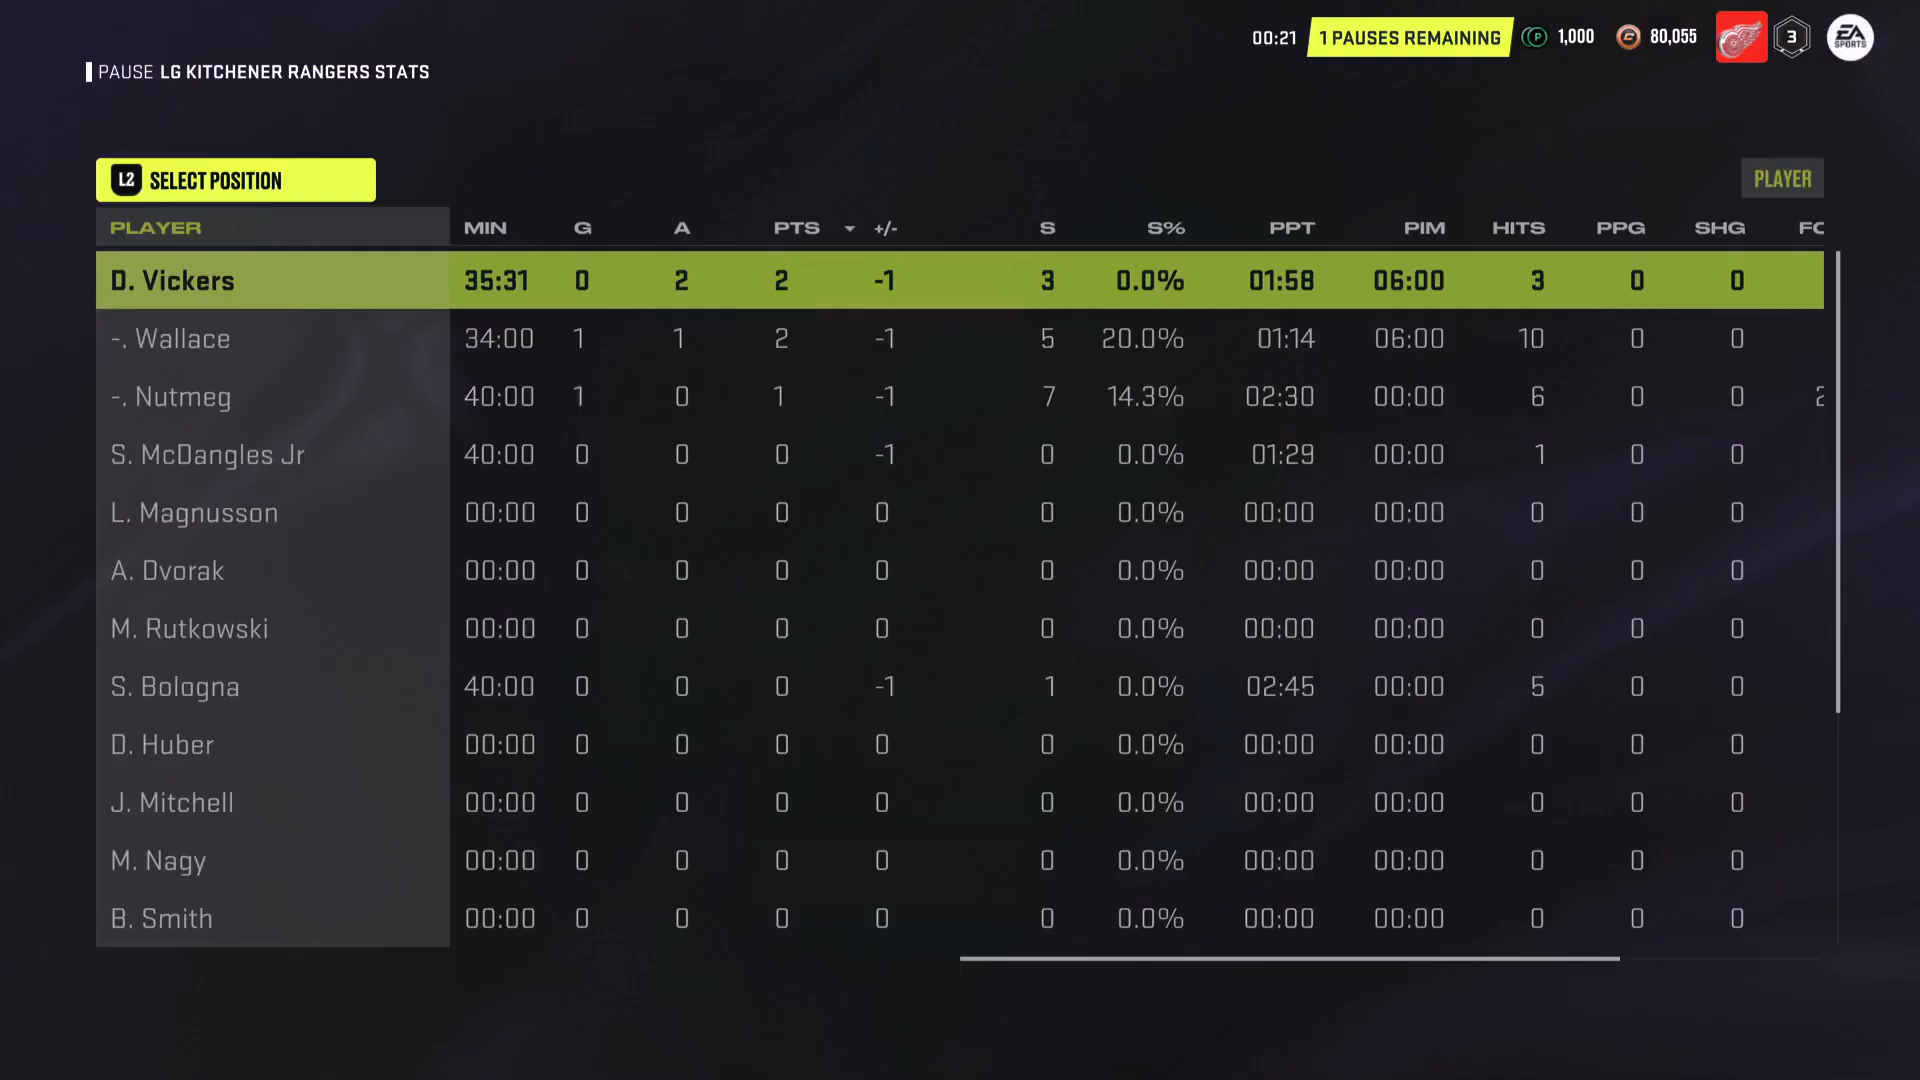 00:21 1 PAUSES REMAINING 1,000 80,055 3 EA SPORTS
PAUSE LG KITCHENER RANGERS STATS
L2 SELECT POSITION PLAYER
PLAYER MIN G A PTS +/- S S% PPT PIM HITS PPG SHG
D. Vickers 35:31 0 2 2 -1 3 0.0% 01:58 06:00 3 0 0
-. Wallace 34:00 1 1 2 -1 5 20.0% 01:14 06:00 10 0 0
-. Nutmeg 40:00 1 0 1 -1 7 14.3% 02:30 00:00 6 0 0 2
S. McDangles Jr 40:00 0 0 0 -1 0 0.0% 01:29 00:00 1 0 0
L. Magnusson 00:00 0 0 0 0 0 0.0% 00:00 00:00 0 0 0
A. Dvorak 00:00 0 0 0 0 0 0.0% 00:00 00:00 0 0 0
M. Rutkowski 00:00 0 0 0 0 0 0.0% 00:00 00:00 0 0 0
S. Bologna 40:00 0 0 0 -1 1 0.0% 02:45 00:00 5 0 0
D. Huber 00:00 0 0 0 0 0 0.0% 00:00 00:00 0 0 0
J. Mitchell 00:00 0 0 0 0 0 0.0% 00:00 00:00 0 0 0
M. Nagy 00:00 0 0 0 0 0 0.0% 00:00 00:00 0 0 0
B. Smith 00:00 0 0 0 0 0 0.0% 00:00 00:00 0 0 0